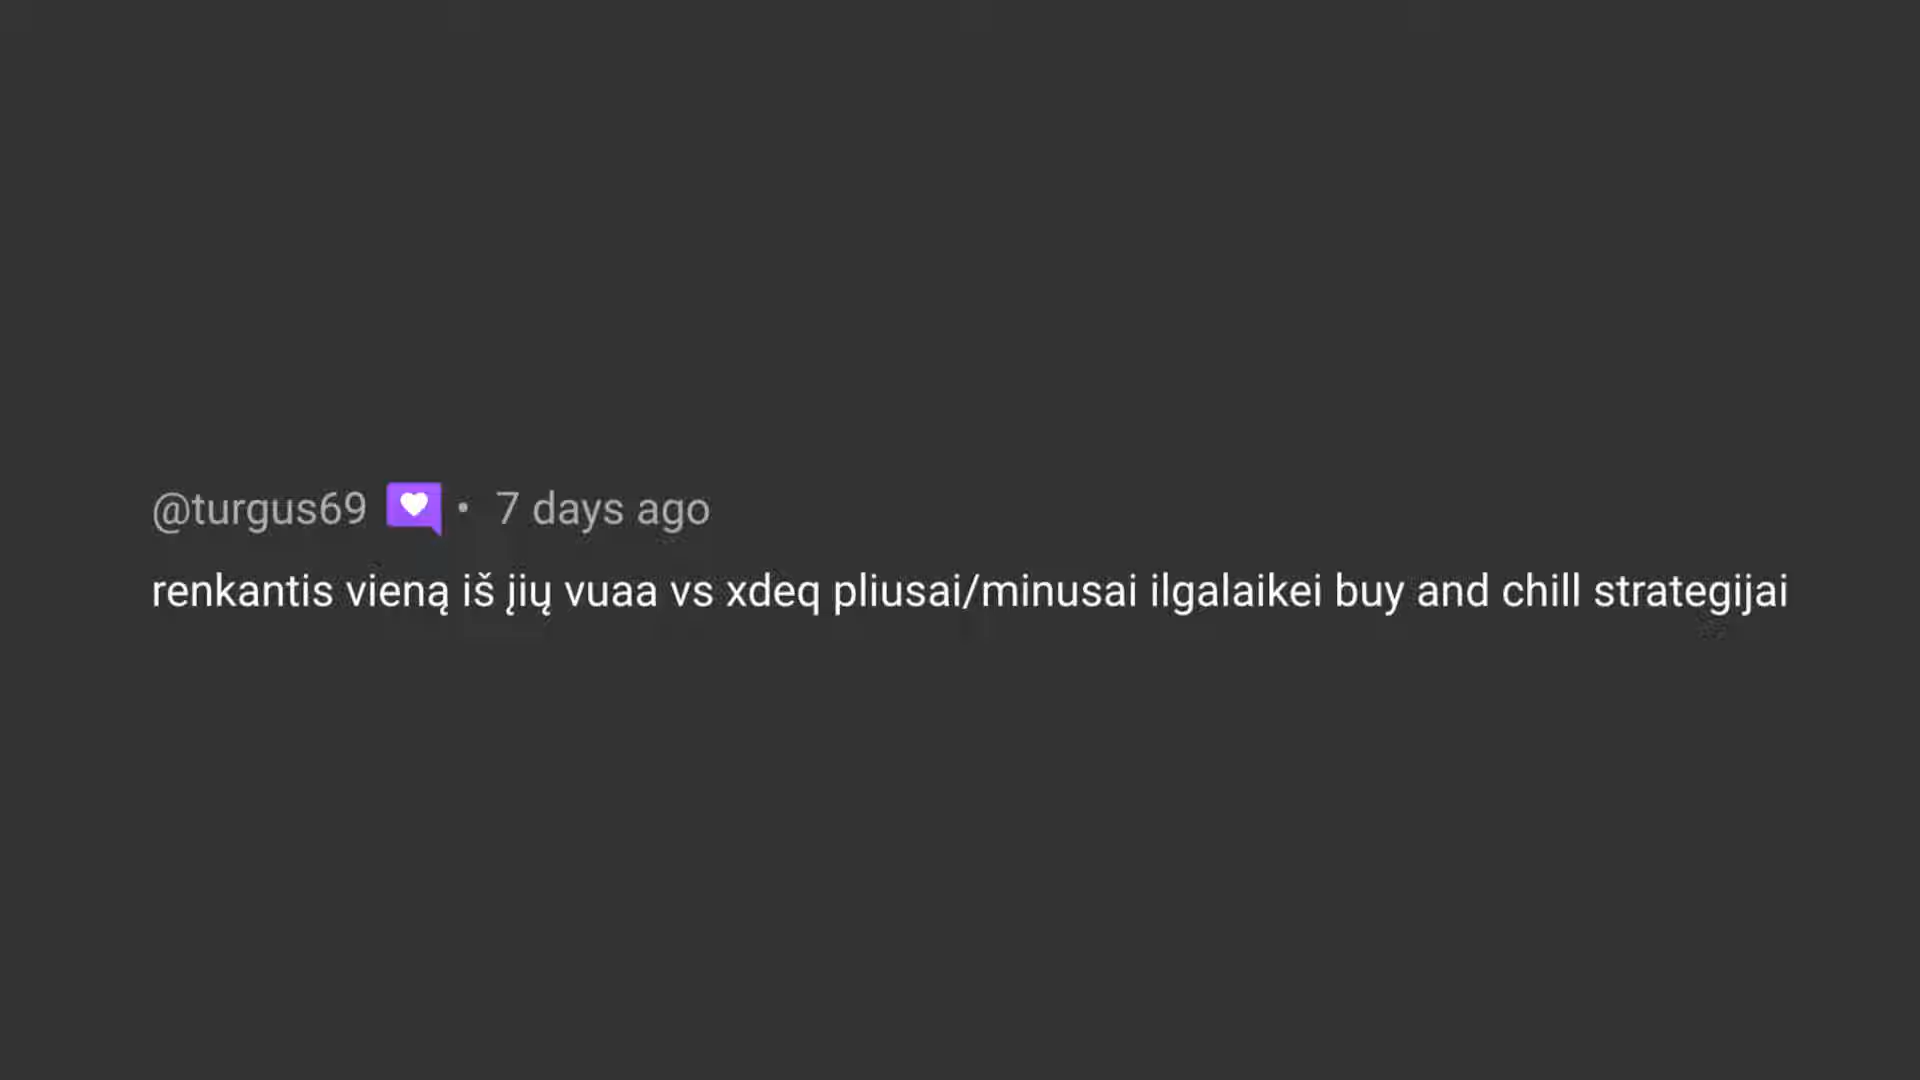 @turgus69 • 7 days ago
renkantis vieną iš jių vuaa vs xdeq pliusai/minusai ilgalaikei buy and chill strategijai